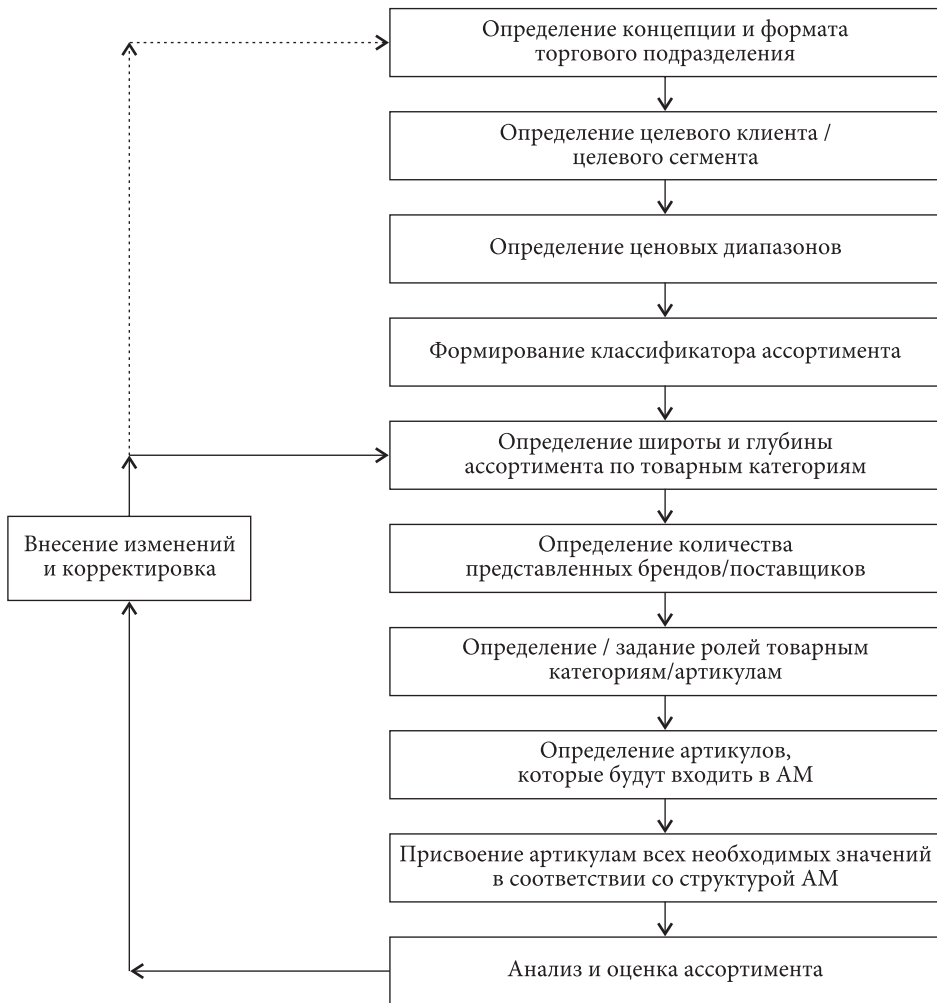 Определение концепции и формата
торгового подразделения
Определение целевого клиента /
целевого сегмента
Определение ценовых диапазонов
Формирование классификатора ассортимента
Определение широты и глубины
ассортимента по товарным категориям
Внесение изменений
и корректировка
Определение количества
представленных брендов/поставщиков
Определение / задание ролей товарным
категориям/артикулам
Определение артикулов,
которые будут входить в АМ
Присвоение артикулам всех необходимых значений
в соответствии со структурой АМ
Анализ и оценка ассортимента